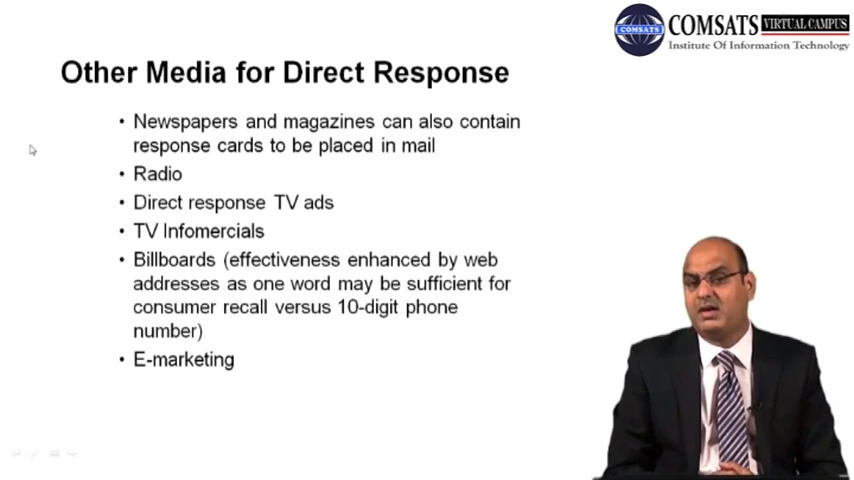 COMSATS VIRTUAL CAMPUS
COMSATS
Institute Of Information Technology
Other Media for Direct Response
• Newspapers and magazines can also contain
response cards to be placed in mail
• Radio
• Direct response TV ads
• TV Infomercials
• Billboards (effectiveness enhanced by web
addresses as one word may be sufficient for
consumer recall versus 10-digit phone
number)
• E-marketing